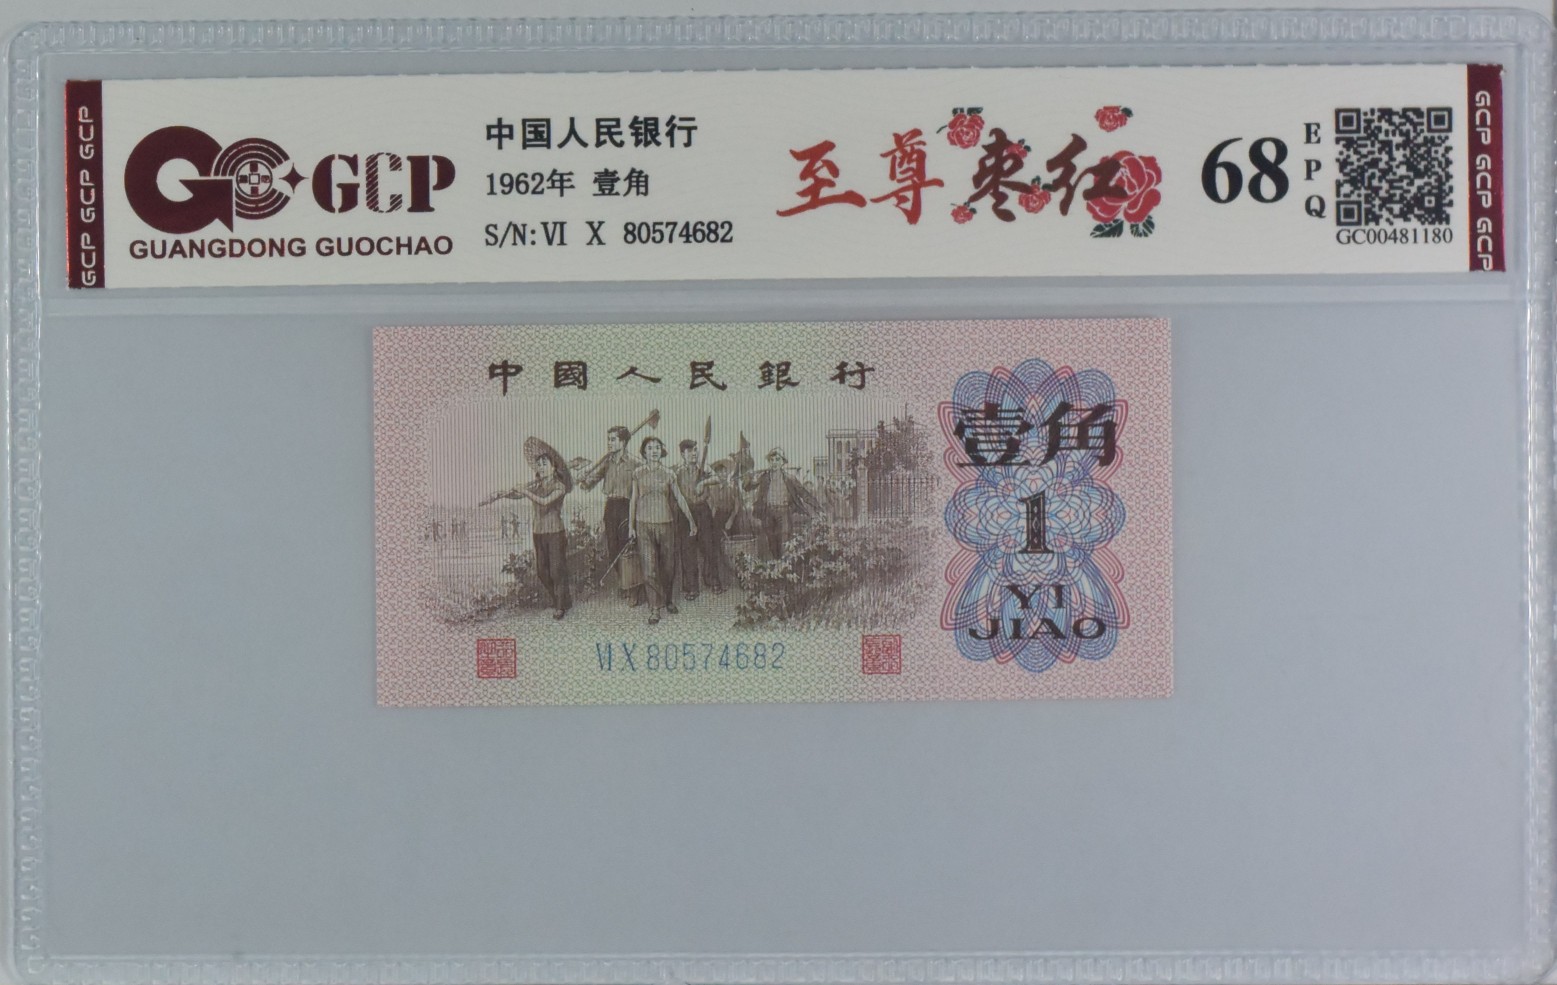 GCP GCP GCP
GCP
GUANGDONG GUOCHAO
中国人民银行
1962年 壹角
S/N:VI X 80574682
至尊枣红
68
EPQ
GC00481180
GCP GCP GCP
中國人民銀行
壹角
1
YI
JIAO
VI X 80574682